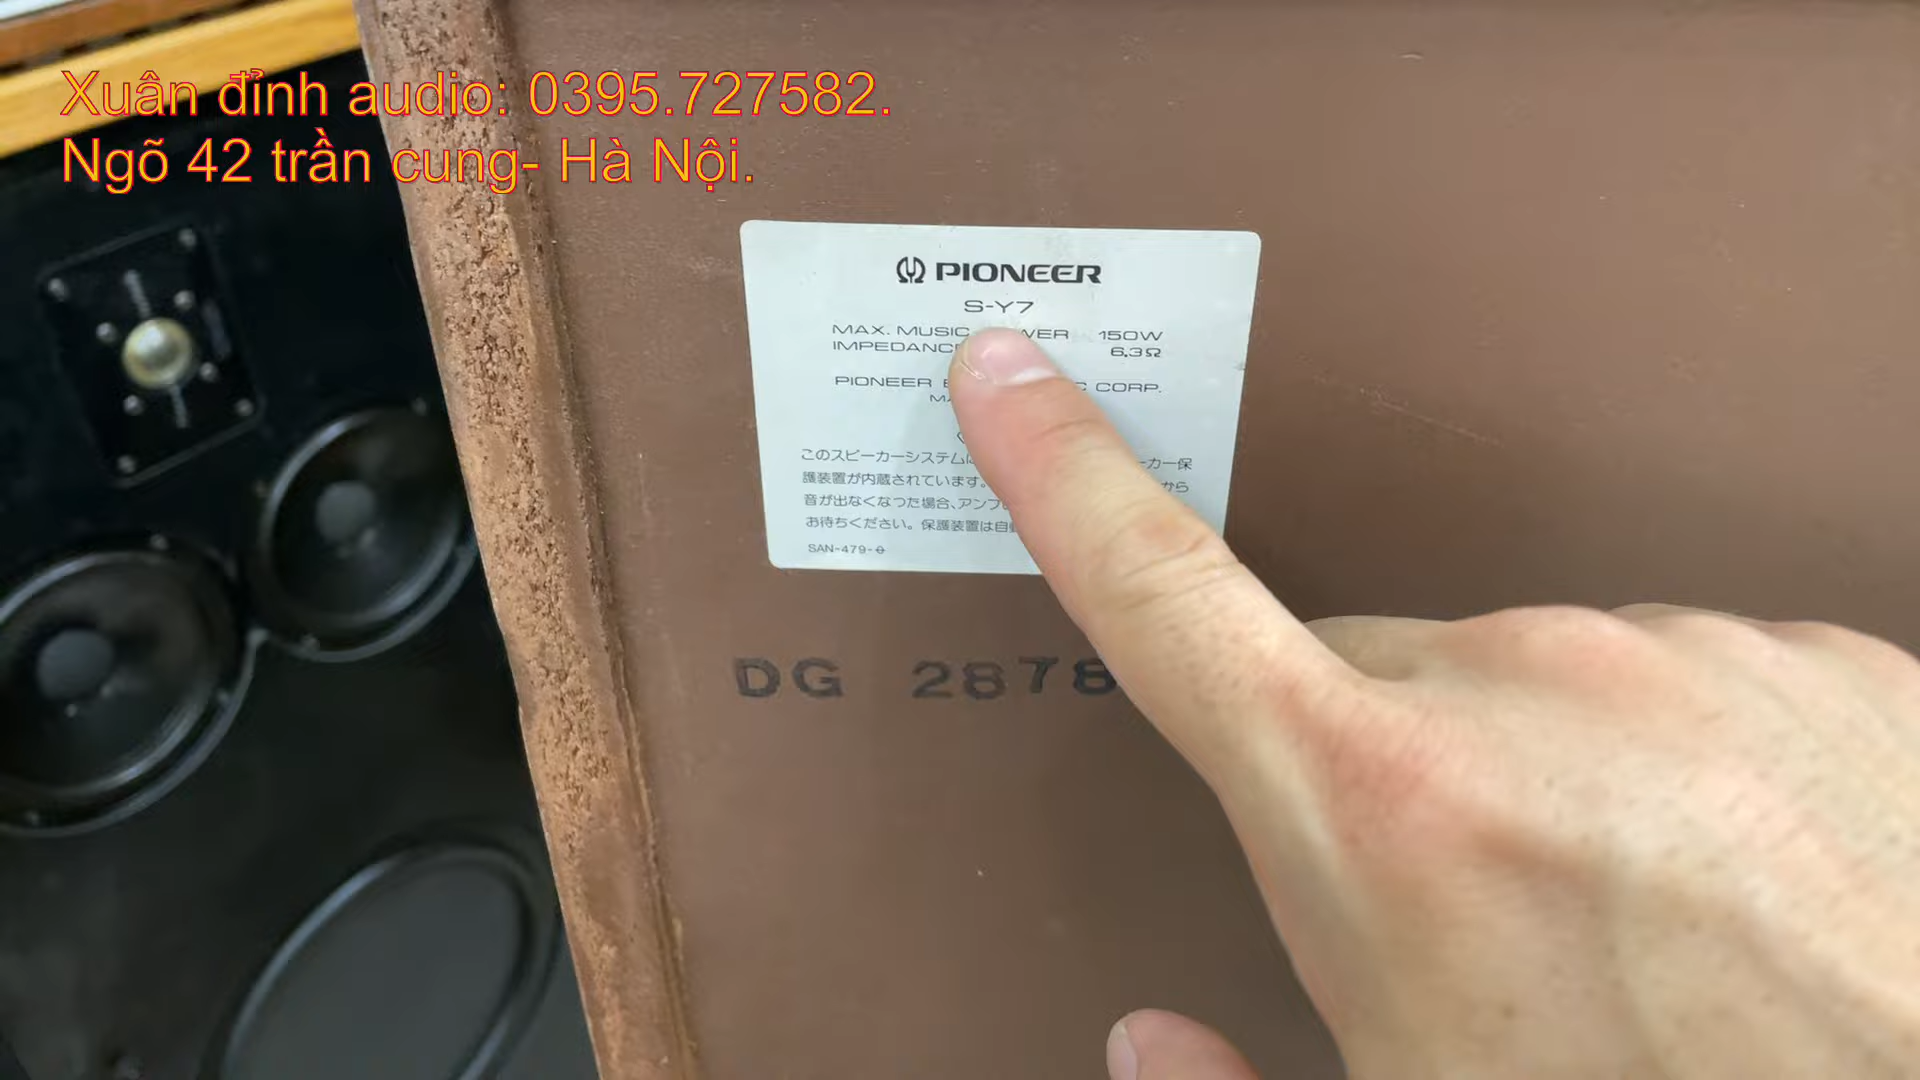 Xuân đỉnh audio: 0395.727582.
Ngõ 42 trần cung- Hà Nội.
PIONEER
S-Y7
MAX. MUSIC 150W
6.3Ω
PIONEER CORP.
このスピーカーシステム ーカー保
護装置が内蔵されています。 から
音が出なくなつた場合、アンプ
お待ちください。保護装置は自
SAN-479-
DG 2878